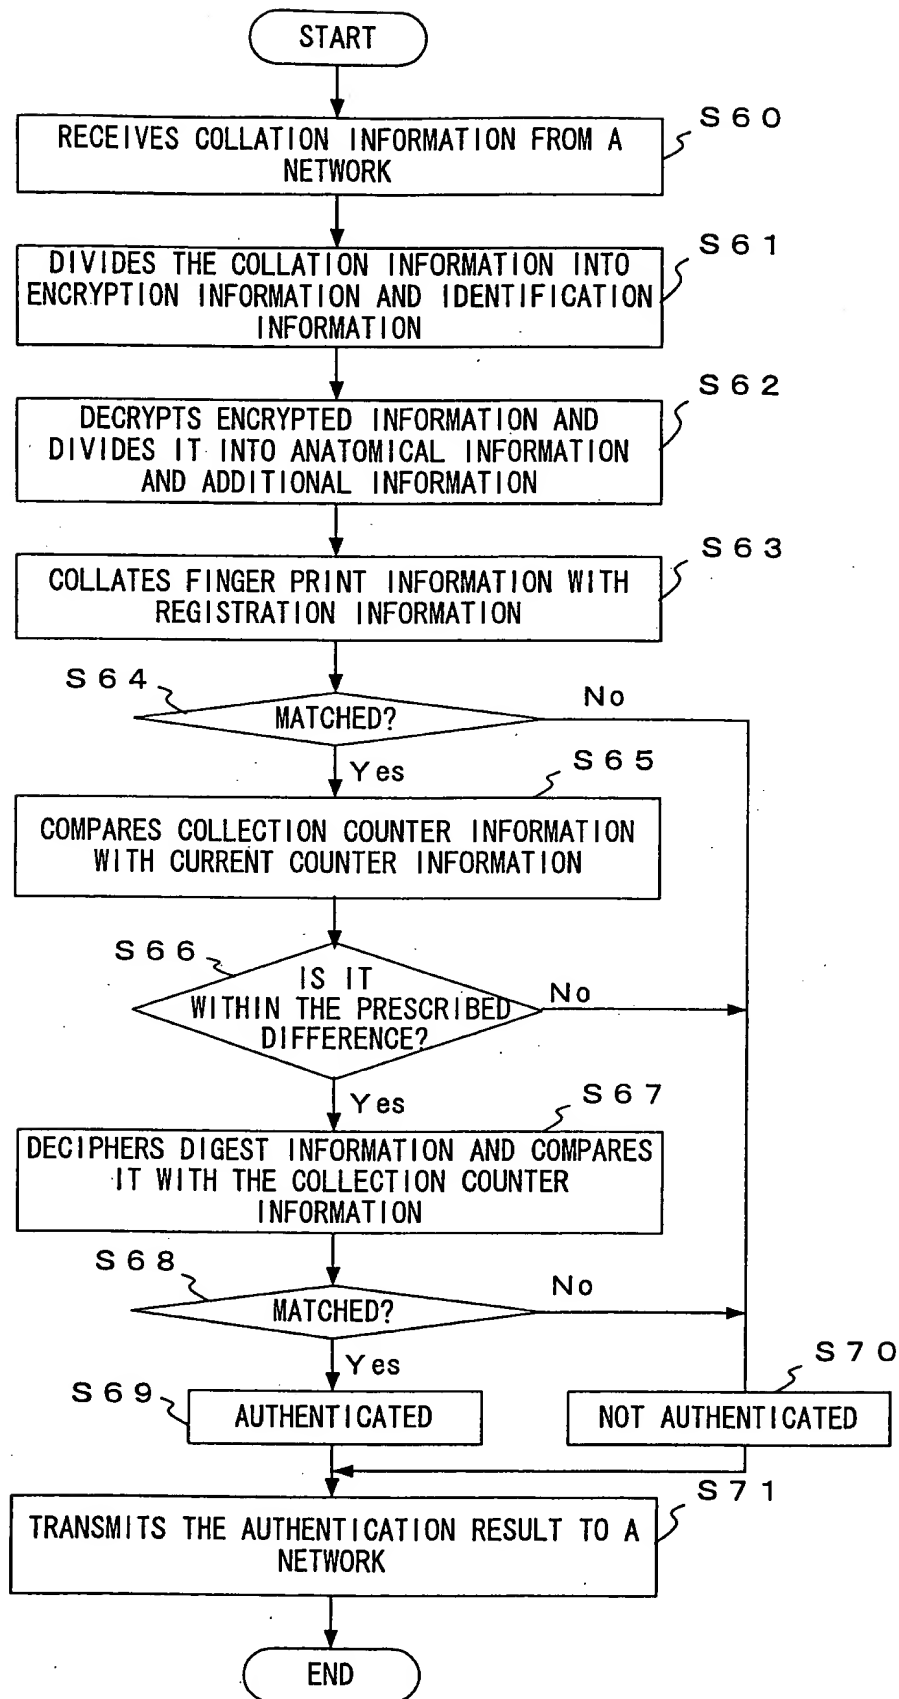 START
S60
RECEIVES COLLATION INFORMATION FROM A
NETWORK
S61
DIVIDES THE COLLATION INFORMATION INTO
ENCRYPTION INFORMATION AND IDENTIFICATION
INFORMATION
S62
DECRYPTS ENCRYPTED INFORMATION AND
DIVIDES IT INTO ANATOMICAL INFORMATION
AND ADDITIONAL INFORMATION
S63
COLLATES FINGER PRINT INFORMATION WITH
REGISTRATION INFORMATION
S64
MATCHED?
No
Yes
S65
COMPARES COLLECTION COUNTER INFORMATION
WITH CURRENT COUNTER INFORMATION
S66
IS IT
WITHIN THE PRESCRIBED
DIFFERENCE?
No
Yes
S67
DECIPHERS DIGEST INFORMATION AND COMPARES
IT WITH THE COLLECTION COUNTER
INFORMATION
S68
MATCHED?
No
Yes
S69
AUTHENTICATED
S70
NOT AUTHENTICATED
S71
TRANSMITS THE AUTHENTICATION RESULT TO A
NETWORK
END